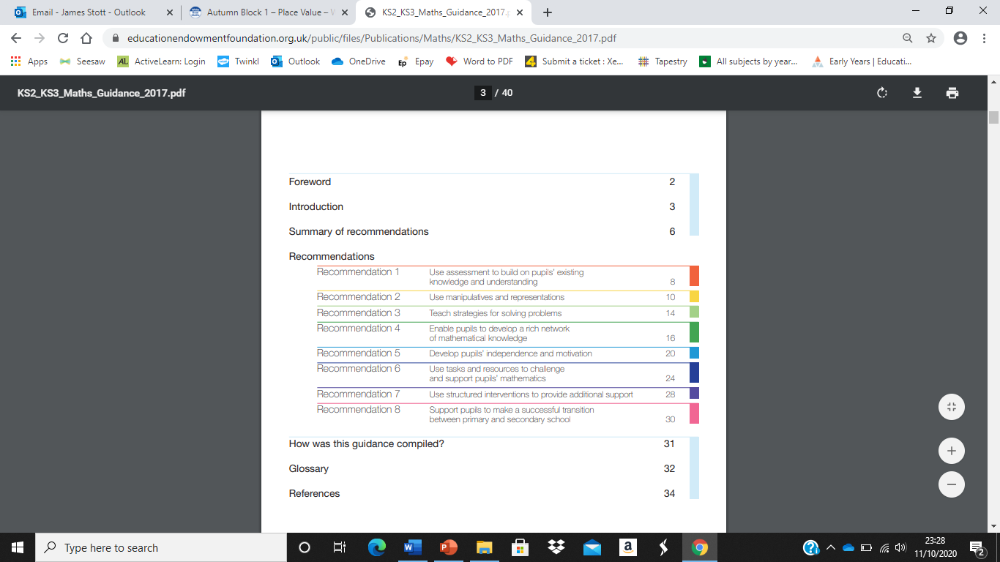 Email - James Stott - Outlook
Autumn Block 1 – Place Value – W
KS2_KS3_Maths_Guidance_2017.p
educationendowmentfoundation.org.uk/public/files/Publications/Maths/KS2_KS3_Maths_Guidance_2017.pdf
Apps Seesaw ActiveLearn: Login Twinkl Outlook OneDrive Epay Word to PDF Submit a ticket : Xe... Tapestry All subjects by year... Early Years | Educati...
KS2_KS3_Maths_Guidance_2017.pdf 3 / 40
Foreword 2
Introduction 3
Summary of recommendations 6
Recommendations
Recommendation 1 Use assessment to build on pupils' existing
knowledge and understanding 8
Recommendation 2 Use manipulatives and representations 10
Recommendation 3 Teach strategies for solving problems 14
Recommendation 4 Enable pupils to develop a rich network
of mathematical knowledge 16
Recommendation 5 Develop pupils' independence and motivation 20
Recommendation 6 Use tasks and resources to challenge
and support pupils' mathematics 24
Recommendation 7 Use structured interventions to provide additional support 28
Recommendation 8 Support pupils to make a successful transition
between primary and secondary school 30
How was this guidance compiled? 31
Glossary 32
References 34
Type here to search
23:28
11/10/2020
2